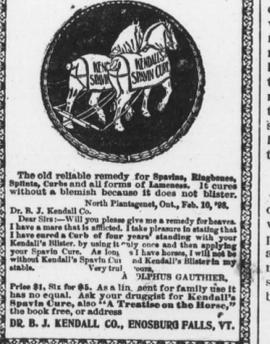 KENDALL'S
SPAVIN CURE
KENDALL'S
SPAVIN CURE
The old reliable remedy for Spavins, Ringbones,
Splints, Curbs and all forms of Lameness. It cures
without a blemish because it does not blister.
North Plantagenet, Ont., Feb. 10, '98.
Dr. B. J. Kendall Co.
Dear Sirs:—Will you please give me a remedy for heaves.
I have a mare that is afflicted. I take pleasure in stating that
I have cured a Curb of four years' standing with your
Kendall's Blister, by using it only once and then applying
your Spavin Cure. As long as I have horses, I will not be
without Kendall's Spavin Cure and Kendall's Blister in my
stable. Very truly yours,
ADOLPHUS GAUTHIER.
Price $1, Six for $5. As a liniment for family use it
has no equal. Ask your druggist for Kendall's
Spavin Cure, also "A Treatise on the Horse,"
the book free, or address
DR. B. J. KENDALL CO., ENOSBURG FALLS, VT.